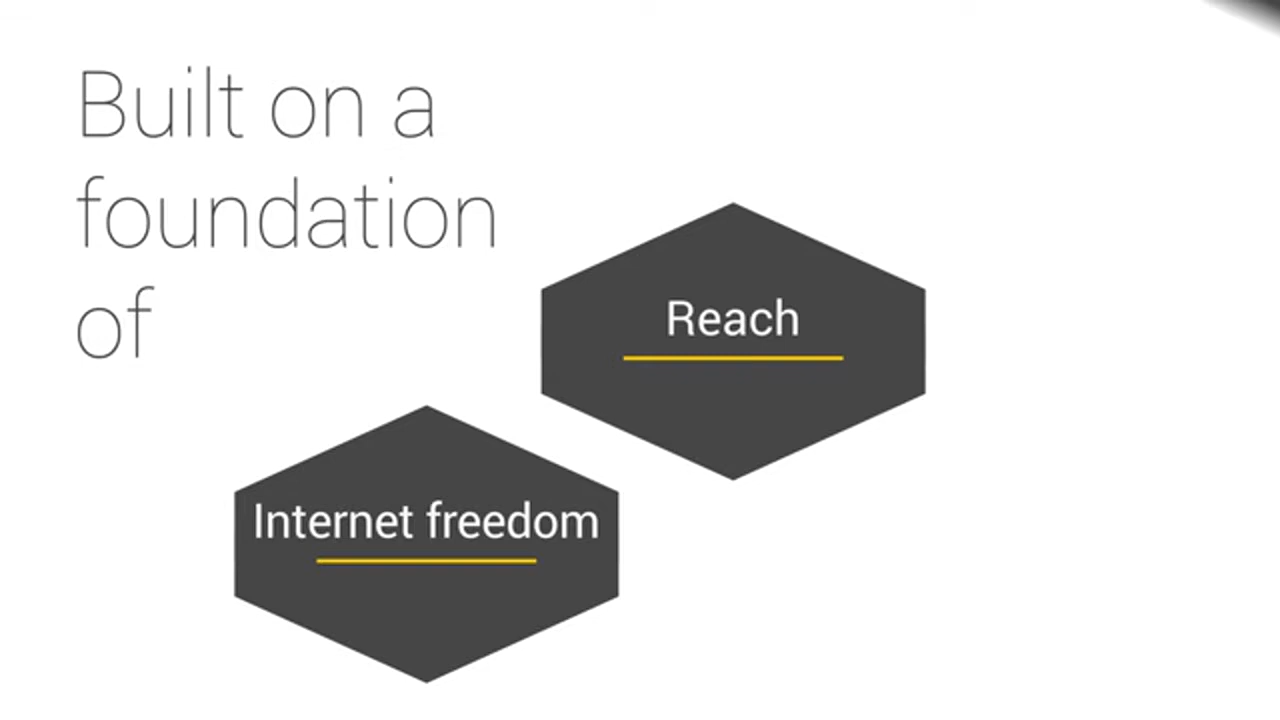 Built on a
foundation
of
Reach
Internet freedom